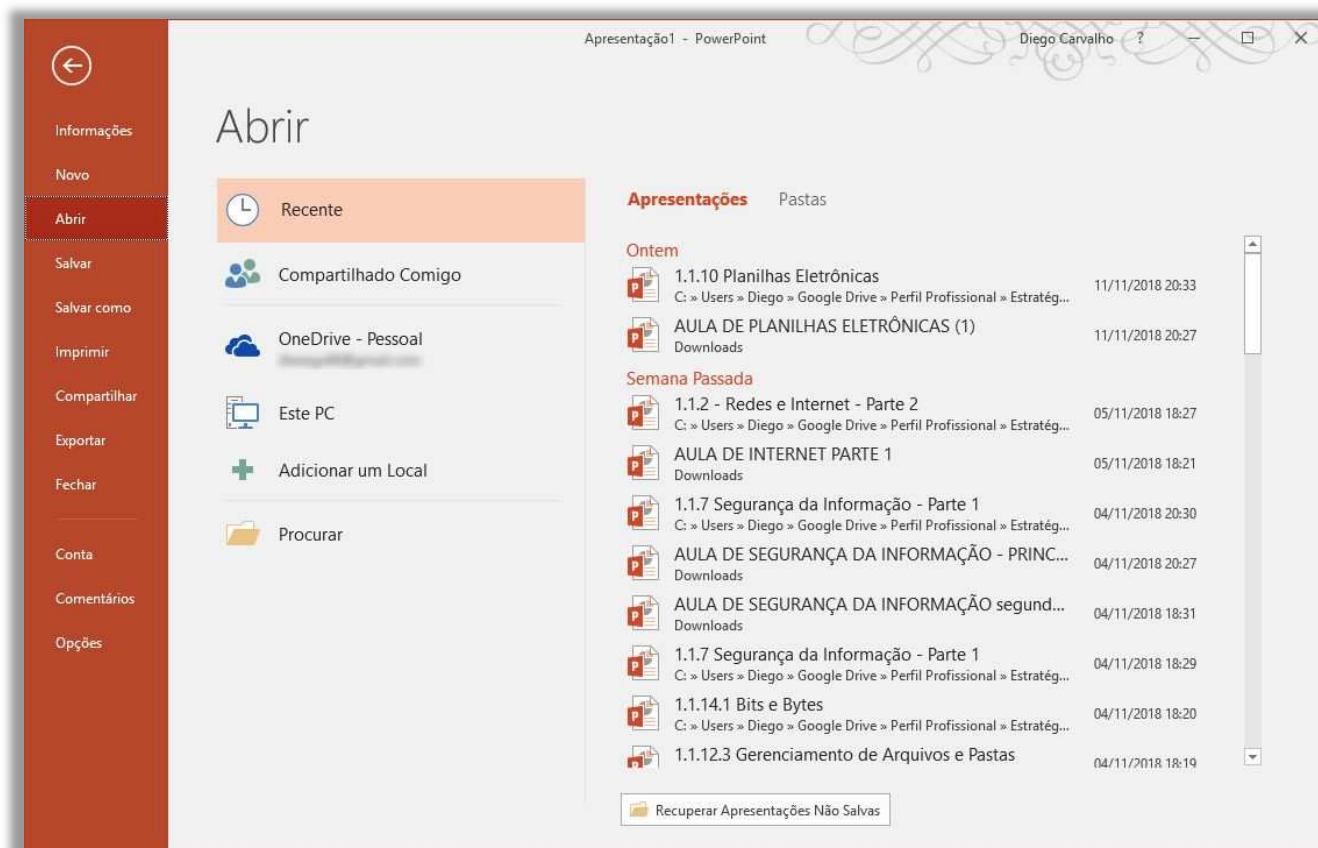 Apresentação1 - PowerPoint
Diego Carvalho
?
Informações
Novo
Abrir
Salvar
Salvar como
Imprimir
Compartilhar
Exportar
Fechar
Conta
Comentários
Opções
Abrir
Recente
Compartilhado Comigo
OneDrive - Pessoal
Este PC
Adicionar um Local
Procurar
Apresentações Pastas
Ontem
1.1.10 Planilhas Eletrônicas
C: » Users » Diego » Google Drive » Perfil Profissional » Estratég...
11/11/2018 20:33
AULA DE PLANILHAS ELETRÔNICAS (1)
Downloads
11/11/2018 20:27
Semana Passada
1.1.2 - Redes e Internet - Parte 2
C: » Users » Diego » Google Drive » Perfil Profissional » Estratég...
05/11/2018 18:27
AULA DE INTERNET PARTE 1
Downloads
05/11/2018 18:21
1.1.7 Segurança da Informação - Parte 1
C: » Users » Diego » Google Drive » Perfil Profissional » Estratég...
04/11/2018 20:30
AULA DE SEGURANÇA DA INFORMAÇÃO - PRINC...
Downloads
04/11/2018 20:27
AULA DE SEGURANÇA DA INFORMAÇÃO segund...
Downloads
04/11/2018 18:31
1.1.7 Segurança da Informação - Parte 1
C: » Users » Diego » Google Drive » Perfil Profissional » Estratég...
04/11/2018 18:29
1.1.14.1 Bits e Bytes
C: » Users » Diego » Google Drive » Perfil Profissional » Estratég...
04/11/2018 18:20
1.1.12.3 Gerenciamento de Arquivos e Pastas
04/11/2018 18:19
Recuperar Apresentações Não Salvas